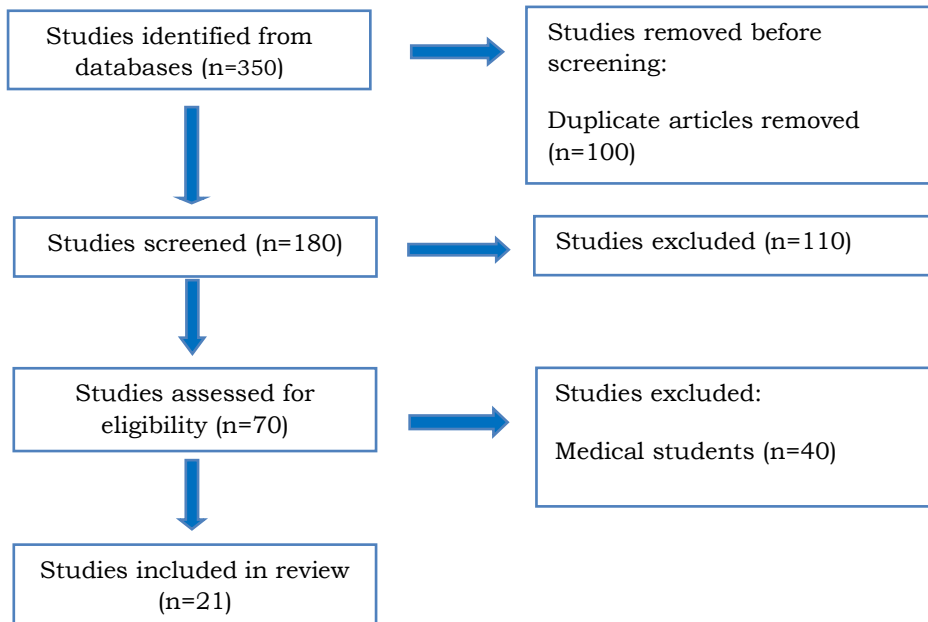 Studies identified from
databases (n=350)
Studies removed before
screening:
Duplicate articles removed
(n=100)
Studies screened (n=180)
Studies excluded (n=110)
Studies assessed for
eligibility (n=70)
Studies excluded:
Medical students (n=40)
Studies included in review
(n=21)